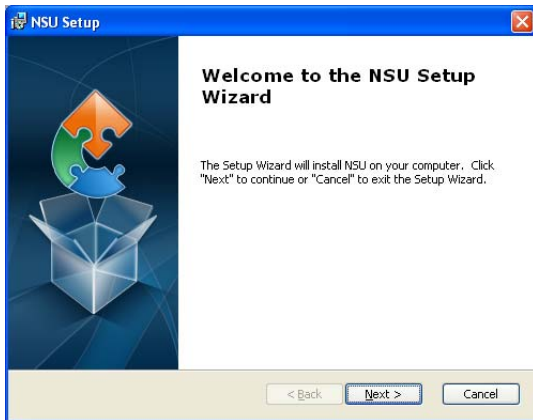 NSU Setup
Welcome to the NSU Setup
Wizard
The Setup Wizard will install NSU on your computer. Click
"Next" to continue or "Cancel" to exit the Setup Wizard.
< Back
Next >
Cancel